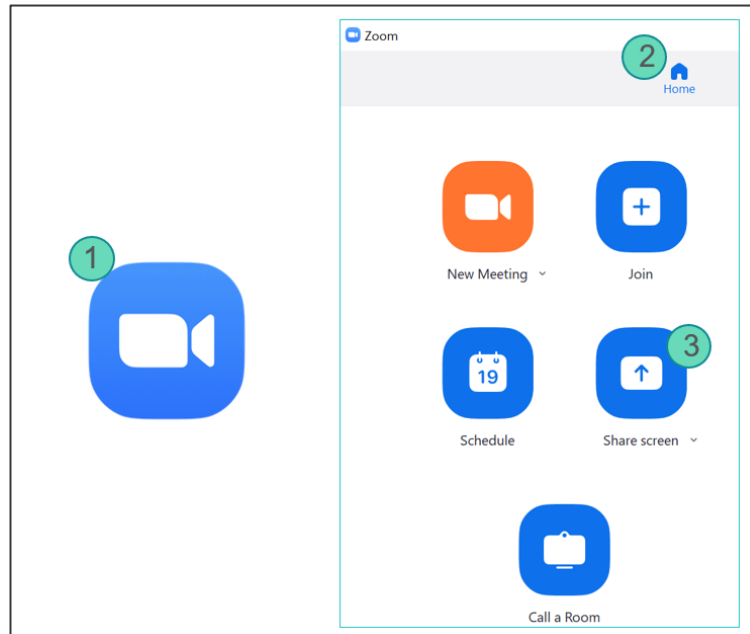 Zoom
2
Home
1
New Meeting
Join
3
19
Schedule
Share screen
Call a Room